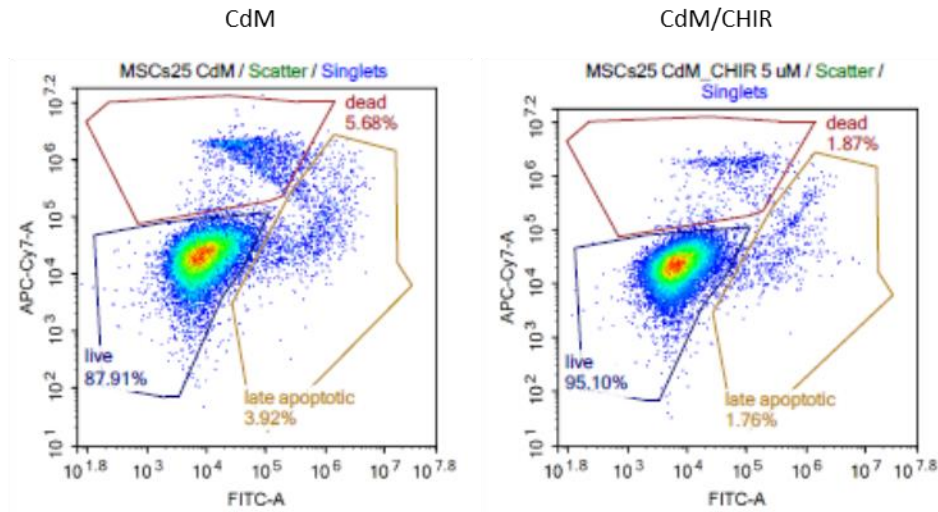 CdM
CdM/CHIR
MSCs25 CdM / Scatter / Singlets
10^7.2
10^6
10^5
10^4
10^3
10^2
10^1
APC-Cy7-A
dead
5.68%
live
87.91%
late apoptotic
3.92%
10^1.8
10^3
10^4
10^5
10^6
10^7
10^7.8
FITC-A
MSCs25 CdM_CHIR 5 uM / Scatter /
Singlets
10^7.2
10^6
10^5
10^4
10^3
10^2
10^1
APC-Cy7-A
dead
1.87%
live
95.10%
late apoptotic
1.76%
10^1.8
10^3
10^4
10^5
10^6
10^7
10^7.8
FITC-A